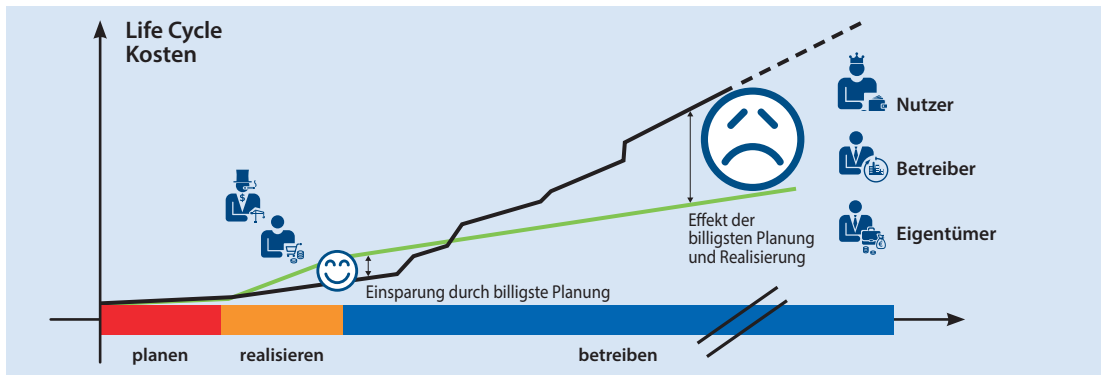 Life Cycle
Kosten
Nutzer
Betreiber
Eigentümer
$
Effekt der
billigsten Planung
und Realisierung
Einsparung durch billigste Planung
planen
realisieren
betreiben